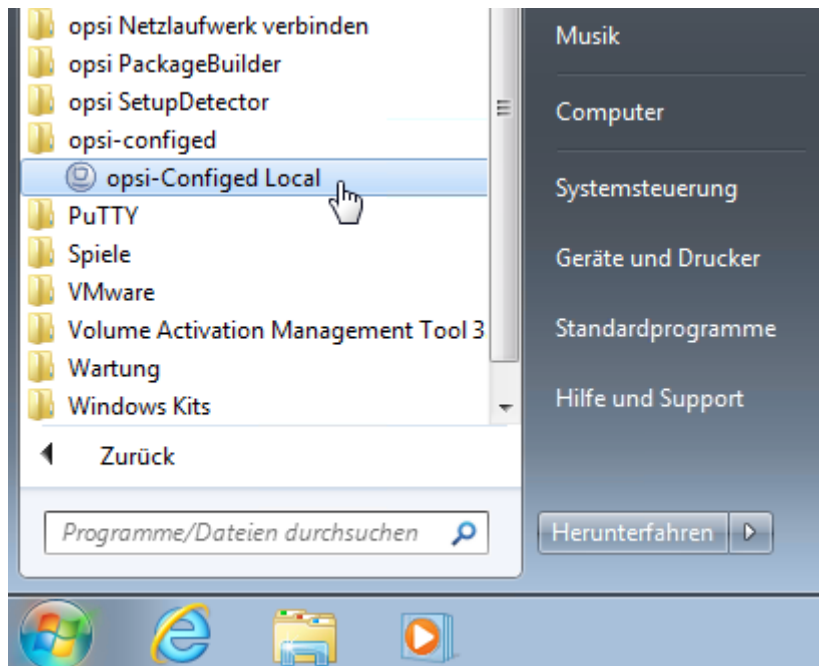 opsi Netzlaufwerk verbinden
opsi PackageBuilder
opsi SetupDetector
opsi-configed
opsi-Configed Local
PuTTY
Spiele
VMware
Volume Activation Management Tool 3
Wartung
Windows Kits
Zurück
Programme/Dateien durchsuchen
Musik
Computer
Systemsteuerung
Geräte und Drucker
Standardprogramme
Hilfe und Support
Herunterfahren